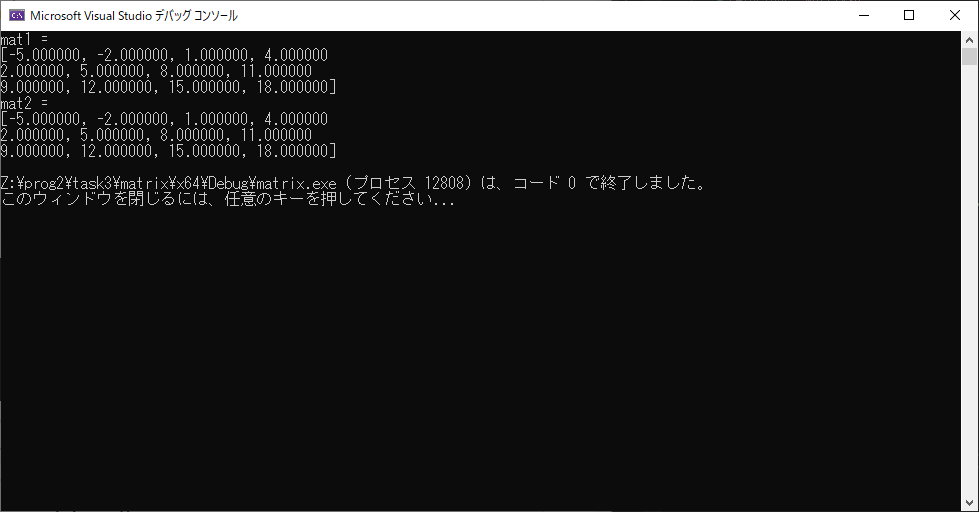 Microsoft Visual Studio デバッグ コンソール
mat1 =
[-5.000000, -2.000000, 1.000000, 4.000000
2.000000, 5.000000, 8.000000, 11.000000
9.000000, 12.000000, 15.000000, 18.000000]
mat2 =
[-5.000000, -2.000000, 1.000000, 4.000000
2.000000, 5.000000, 8.000000, 11.000000
9.000000, 12.000000, 15.000000, 18.000000]
Z:¥prog2¥task3¥matrix¥x64¥Debug¥matrix.exe (プロセス 12808) は、コード 0 で終了しました。
このウィンドウを閉じるには、任意のキーを押してください...